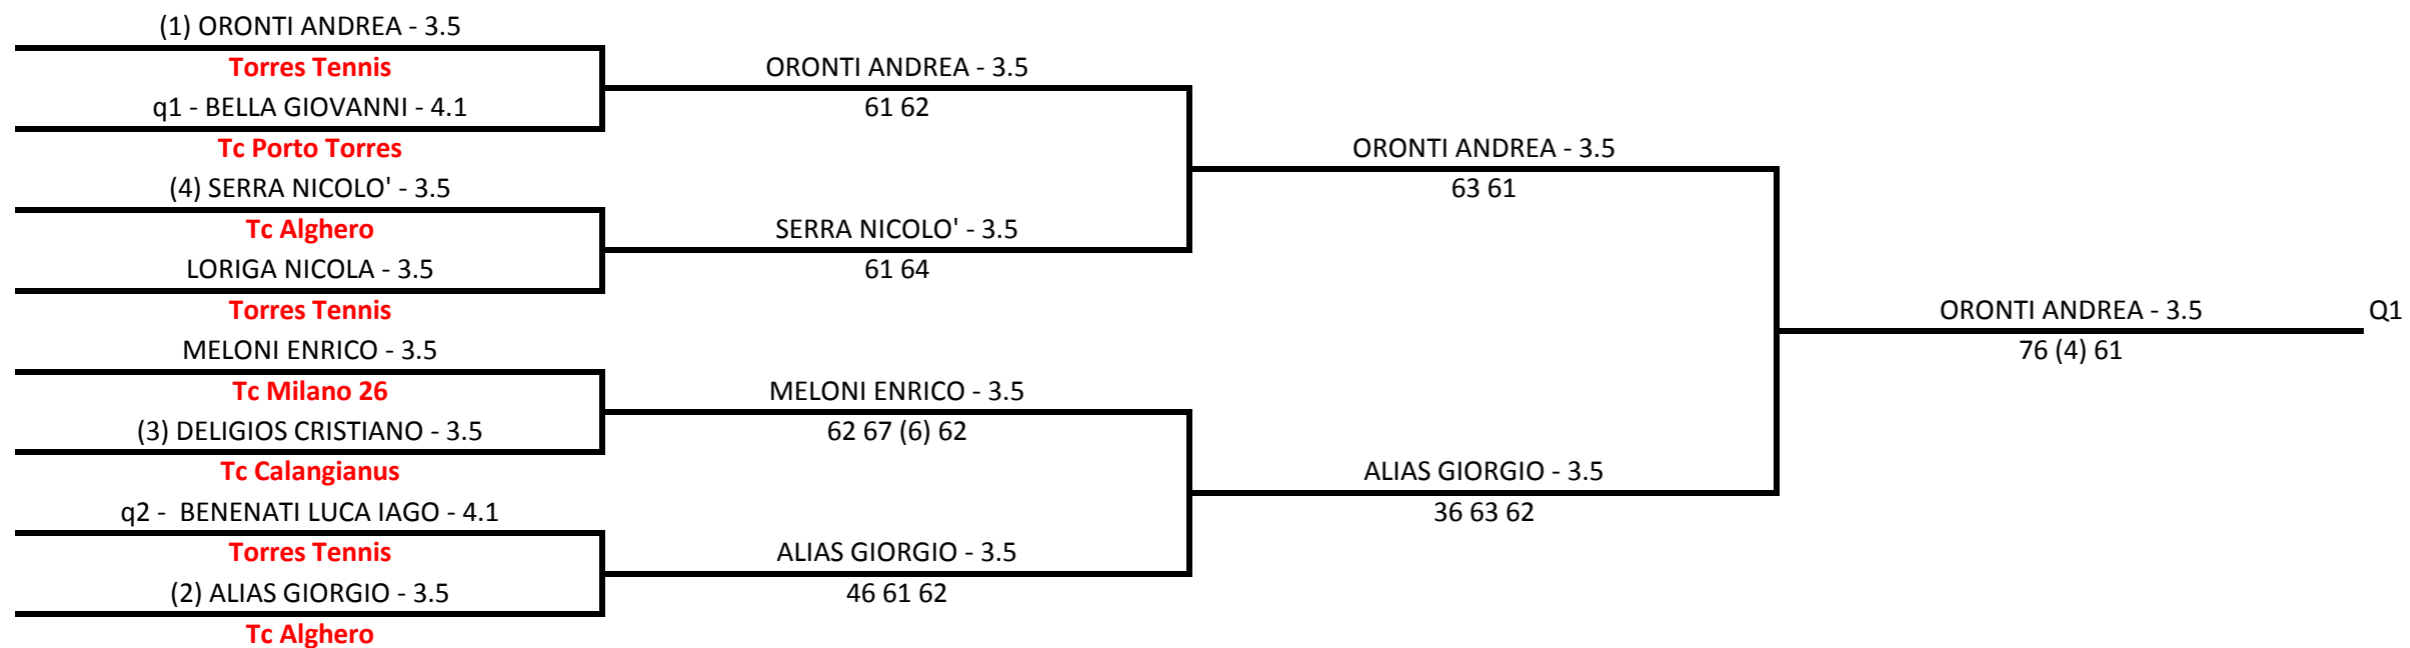 (1) ORONTI ANDREA - 3.5
Torres Tennis
q1 - BELLA GIOVANNI - 4.1
Tc Porto Torres
(4) SERRA NICOLO' - 3.5
Tc Alghero
LORIGA NICOLA - 3.5
Torres Tennis
MELONI ENRICO - 3.5
Tc Milano 26
(3) DELIGIOS CRISTIANO - 3.5
Tc Calangianus
q2 -  BENENATI LUCA IAGO - 4.1
Torres Tennis
(2) ALIAS GIORGIO - 3.5
Tc Alghero
ORONTI ANDREA - 3.5
61 62
SERRA NICOLO' - 3.5
61 64
MELONI ENRICO - 3.5
62 67 (6) 62
ALIAS GIORGIO - 3.5
46 61 62
ORONTI ANDREA - 3.5
63 61
ALIAS GIORGIO - 3.5
36 63 62
ORONTI ANDREA - 3.5
76 (4) 61
Q1